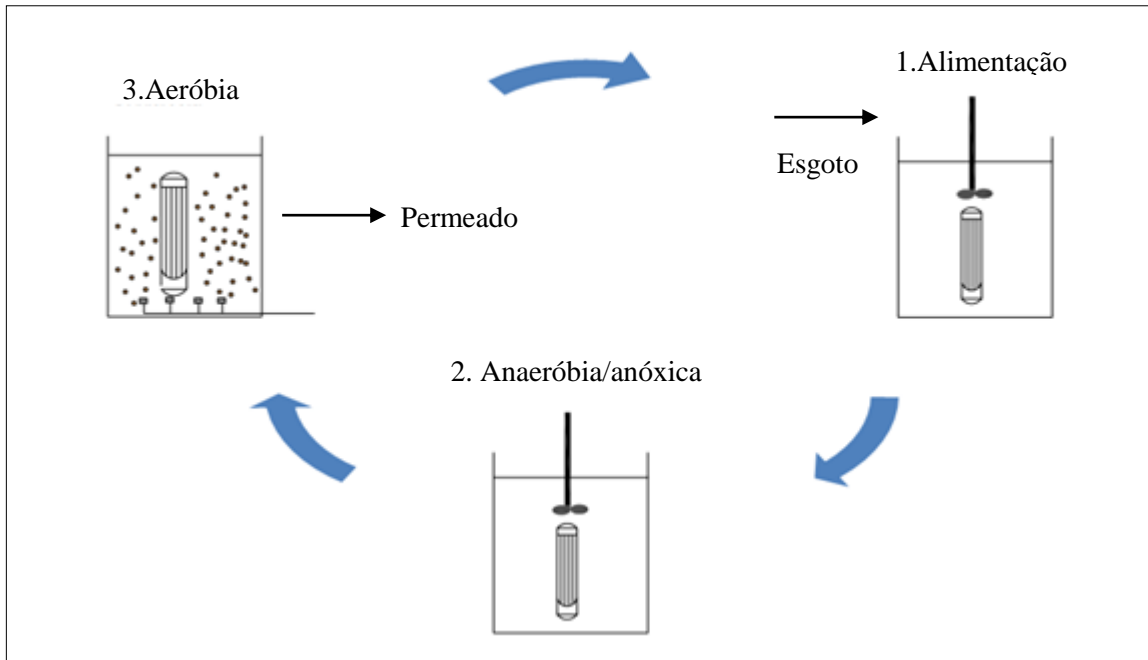 1.Alimentação
3.Aeróbia
Esgoto
Permeado
2. Anaeróbia/anóxica